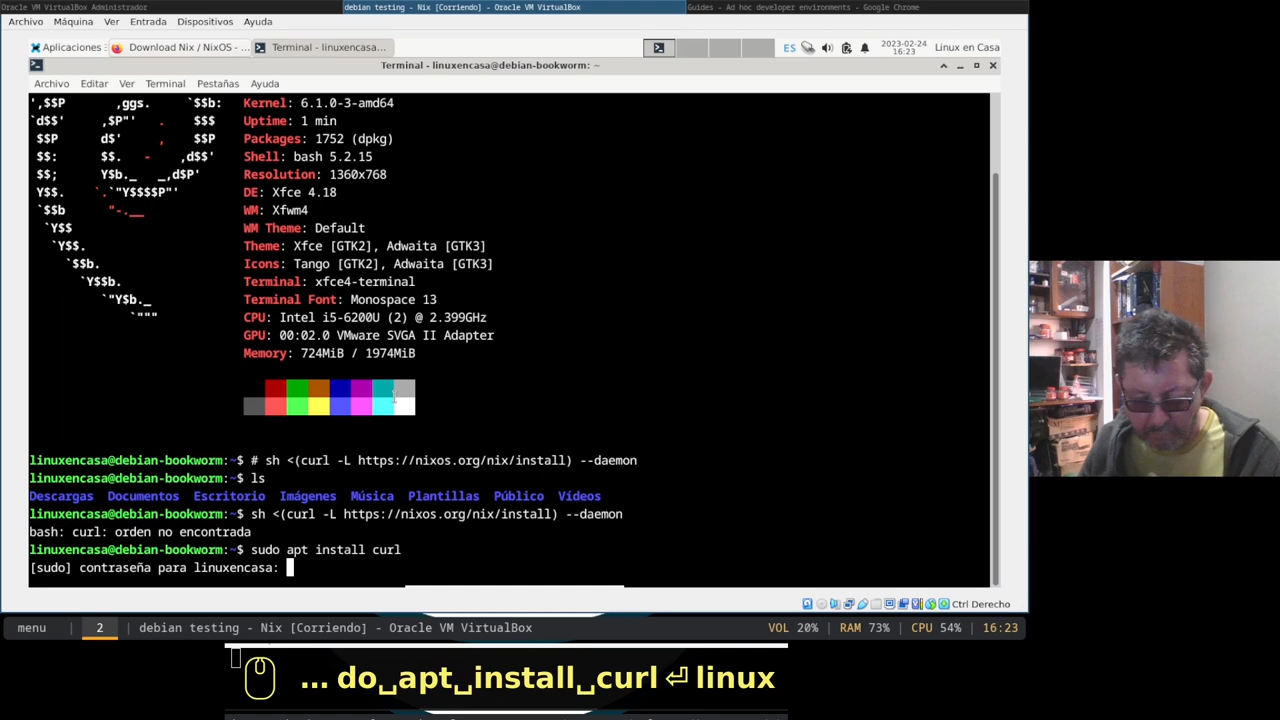 Oracle VM VirtualBox Administrador
debian testing - Nix [Corriendo] - Oracle VM VirtualBox
Guides - Ad hoc developer environments - Google Chrome
Archivo Máquina Ver Entrada Dispositivos Ayuda
Aplicaciones
Download Nix / NixOS - ...
Terminal - linuxencasa...
ES
2023-02-24
16:23
Linux en Casa
Terminal - linuxencasa@debian-bookworm: ~
Archivo Editar Ver Terminal Pestañas Ayuda
',$$P ,ggs. `$$b: Kernel: 6.1.0-3-amd64
`d$$' ,$P"' . $$$ Uptime: 1 min
$$P d$' , $$P Packages: 1752 (dpkg)
$$: $$. - ,d$$' Shell: bash 5.2.15
$$; Y$b._ _,d$P' Resolution: 1360x768
Y$$. `.`"Y$$$$P"' DE: Xfce 4.18
`$$b "-.__ WM: Xfwm4
`Y$$ WM Theme: Default
`Y$$. Theme: Xfce [GTK2], Adwaita [GTK3]
`$$b. Icons: Tango [GTK2], Adwaita [GTK3]
`Y$$b. Terminal: xfce4-terminal
`"Y$b._ Terminal Font: Monospace 13
`""" CPU: Intel i5-6200U (2) @ 2.399GHz
GPU: 00:02.0 VMware SVGA II Adapter
Memory: 724MiB / 1974MiB
linuxencasa@debian-bookworm:~$ # sh <(curl -L https://nixos.org/nix/install) --daemon
linuxencasa@debian-bookworm:~$ ls
Descargas Documentos Escritorio Imágenes Música Plantillas Público Vídeos
linuxencasa@debian-bookworm:~$ sh <(curl -L https://nixos.org/nix/install) --daemon
bash: curl: orden no encontrada
linuxencasa@debian-bookworm:~$ sudo apt install curl
[sudo] contraseña para linuxencasa:
Ctrl Derecho
menu | 2 | debian testing - Nix [Corriendo] - Oracle VM VirtualBox VOL 20% | RAM 73% | CPU 54% | 16:23
... do␣apt␣install␣curl⏎linux